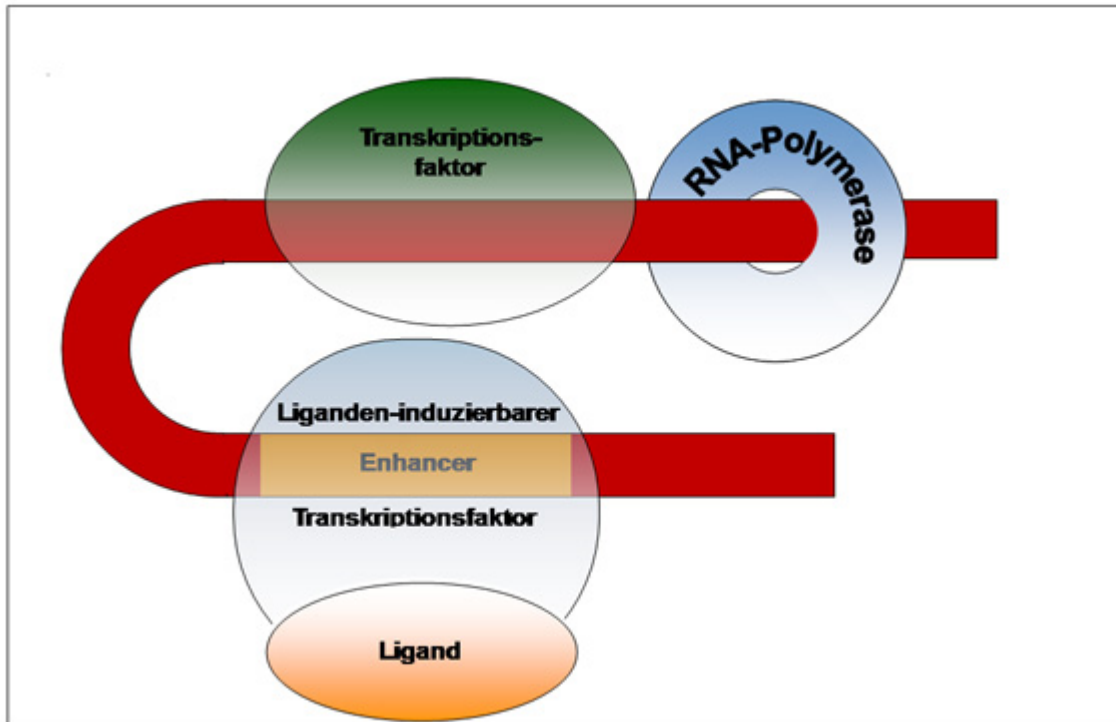 Transkriptions-
faktor
RNA-Polymerase
Liganden-induzierbarer
Enhancer
Transkriptionsfaktor
Ligand